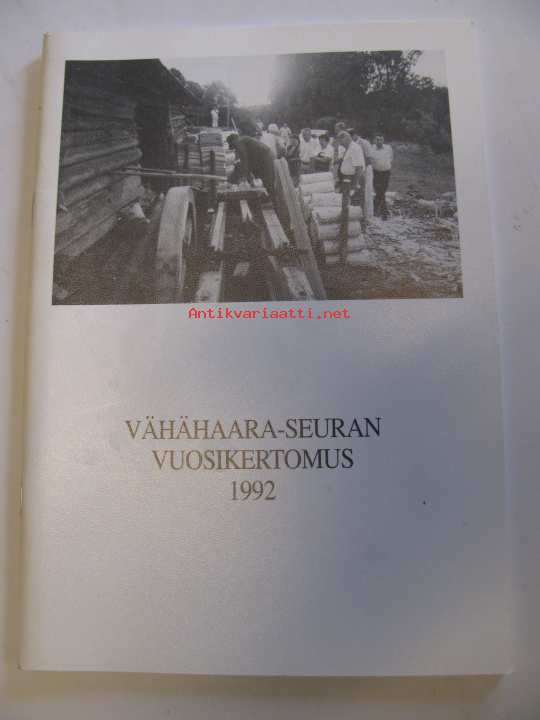 Antikvariaatti.net
VÄHÄHAARA-SEURAN
VUOSIKERTOMUS
1992